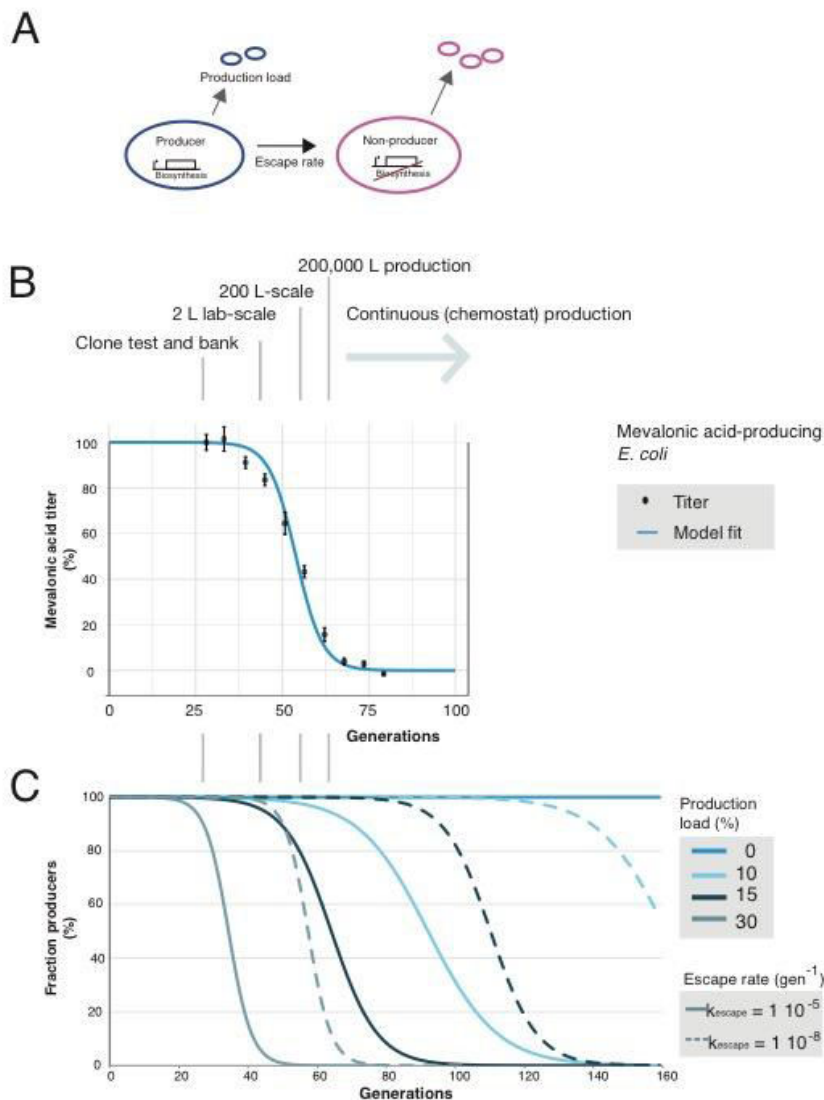 A
Production load
Producer
Biosynthesis
Escape rate
Non-producer
Biosynthesis
B
200,000 L production
200 L-scale
2 L lab-scale
Clone test and bank
Continuous (chemostat) production
Mevalonic acid titer
(%)
100
80
60
40
20
0
0 25 50 75 100
Generations
Mevalonic acid-producing
E. coli
Titer
Model fit
C
Fraction producers
(%)
100
80
60
40
20
0
0 20 40 60 80 100 120 140 160
Generations
Production
load (%)
0
10
15
30
Escape rate (gen⁻¹)
kescape = 1 10⁻⁵
kescape = 1 10⁻⁸